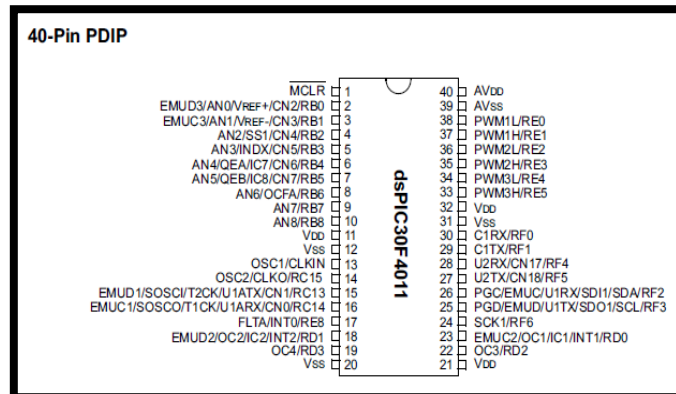 40-Pin PDIP
MCLR 1
EMUD3/AN0/VREF+/CN2/RB0 2
EMUC3/AN1/VREF-/CN3/RB1 3
AN2/SS1/CN4/RB2 4
AN3/INDX/CN5/RB3 5
AN4/QEA/IC7/CN6/RB4 6
AN5/QEB/IC8/CN7/RB5 7
AN6/OCFA/RB6 8
AN7/RB7 9
AN8/RB8 10
VDD 11
VSS 12
OSC1/CLKIN 13
OSC2/CLKO/RC15 14
EMUD1/SOSCI/T2CK/U1ATX/CN1/RC13 15
EMUC1/SOSCO/T1CK/U1ARX/CN0/RC14 16
FLTA/INT0/RE8 17
EMUD2/OC2/IC2/INT2/RD1 18
OC4/RD3 19
VSS 20
dsPIC30F4011
40 AVDD
39 AVSS
38 PWM1L/RE0
37 PWM1H/RE1
36 PWM2L/RE2
35 PWM2H/RE3
34 PWM3L/RE4
33 PWM3H/RE5
32 VDD
31 VSS
30 C1RX/RF0
29 C1TX/RF1
28 U2RX/CN17/RF4
27 U2TX/CN18/RF5
26 PGC/EMUC/U1RX/SDI1/SDA/RF2
25 PGD/EMUD/U1TX/SDO1/SCL/RF3
24 SCK1/RF6
23 EMUC2/OC1/IC1/INT1/RD0
22 OC3/RD2
21 VDD